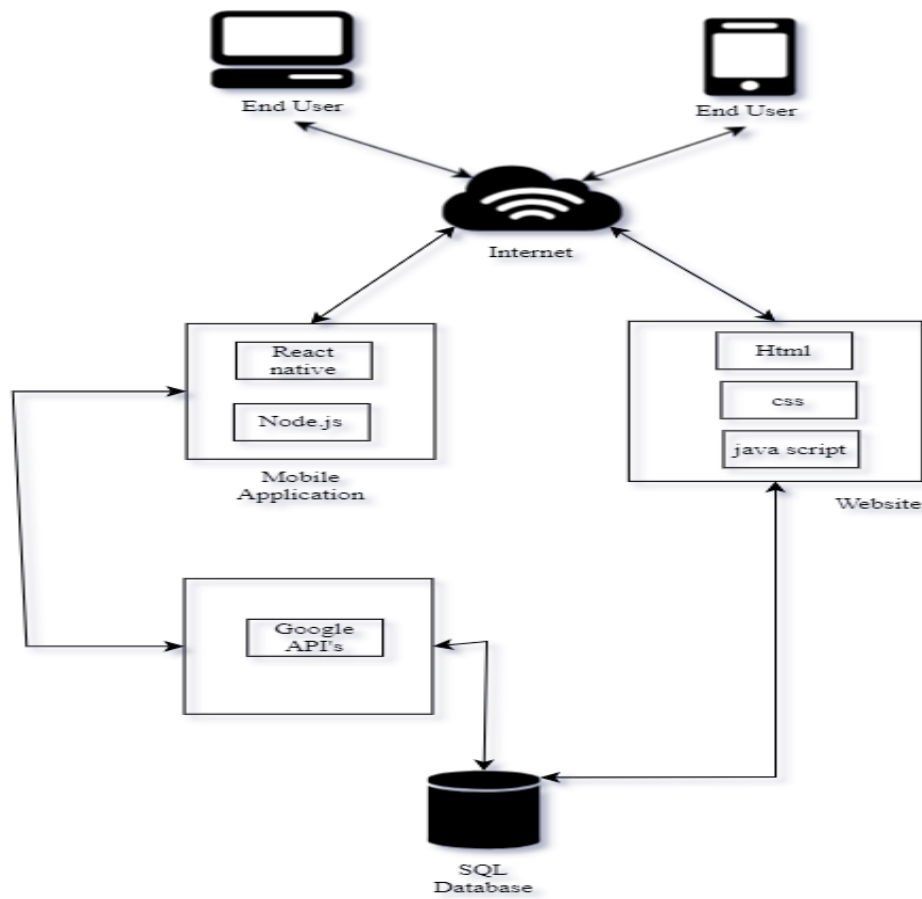 End User
End User
Internet
React
native
Node.js
Mobile
Application
Html
css
java script
Website
Google
API's
SQL
Database